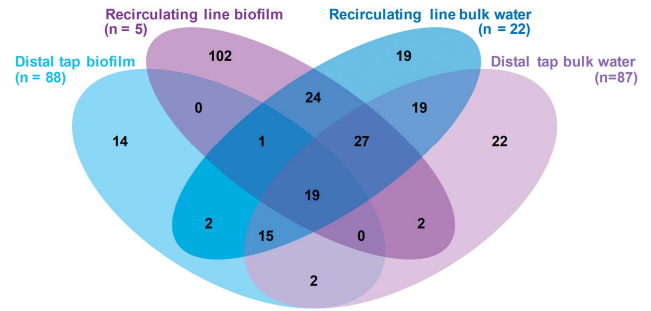 Recirculating line biofilm
(n = 5)
Recirculating line bulk water
(n = 22)
Distal tap biofilm
(n = 88)
Distal tap bulk water
(n=87)
102
19
0
24
19
14
1
27
22
19
2
15
0
2
2